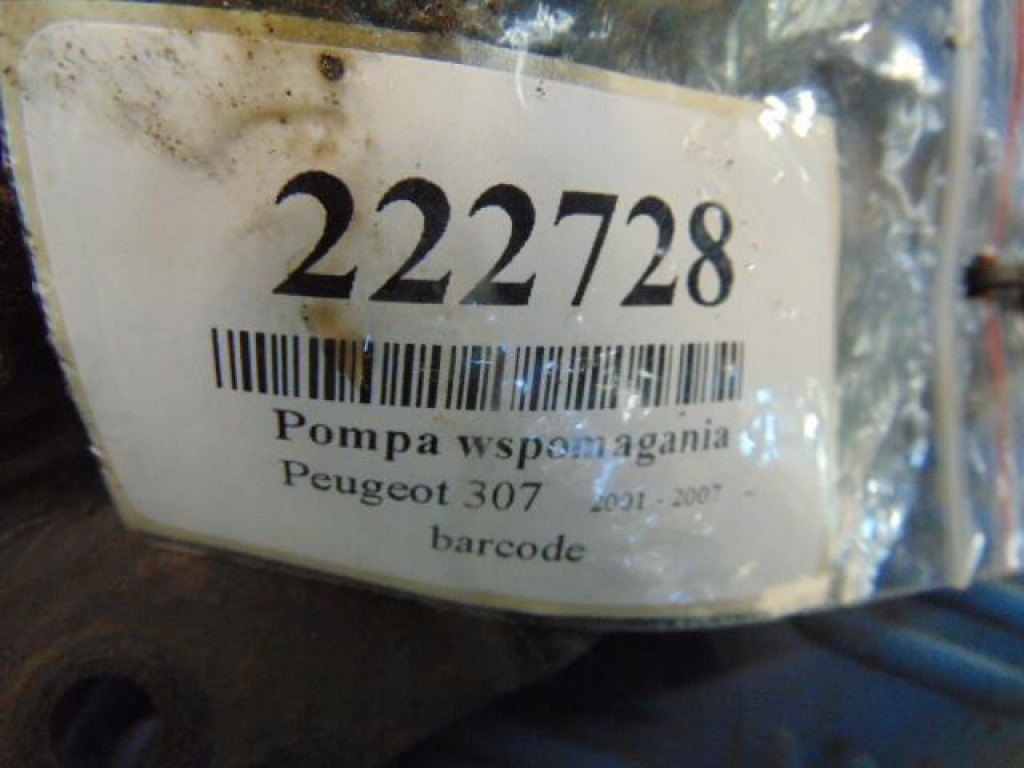 222728
Pompa wspomagania
Peugeot 307 2001 - 2007 -
barcode